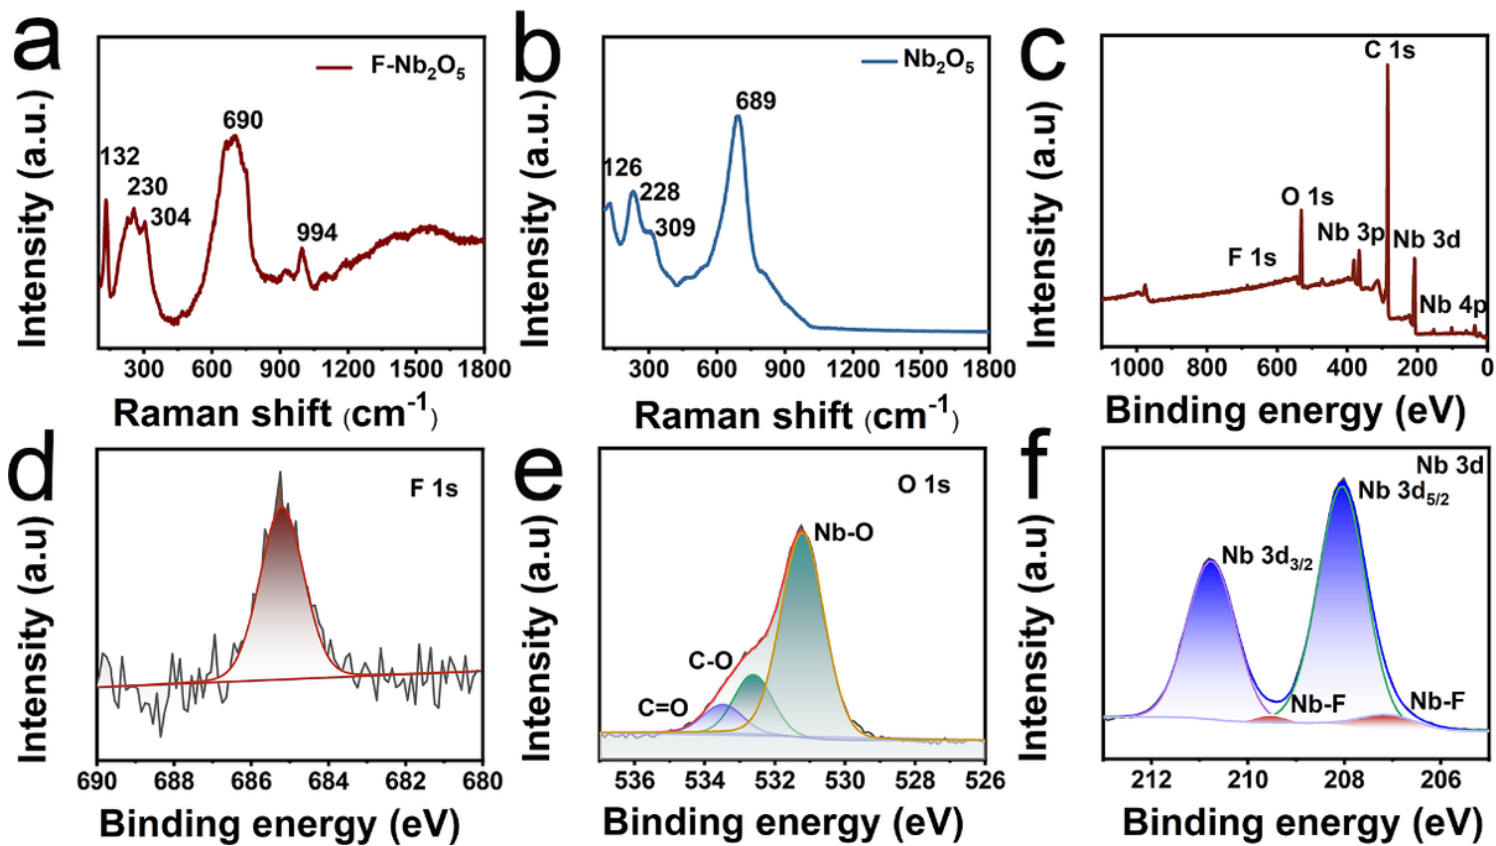 a
F-Nb₂O₅
132
230
304
690
994
300 600 900 1200 1500 1800
Raman shift (cm⁻¹)
Intensity (a.u.)
b
Nb₂O₅
126
228
309
689
300 600 900 1200 1500 1800
Raman shift (cm⁻¹)
Intensity (a.u.)
c
C 1s
O 1s
Nb 3p
Nb 3d
F 1s
Nb 4p
1000 800 600 400 200 0
Binding energy (eV)
Intensity (a.u)
d
F 1s
690 688 686 684 682 680
Binding energy (eV)
Intensity (a.u)
e
O 1s
Nb-O
C-O
C=O
536 534 532 530 528 526
Binding energy (eV)
Intensity (a.u)
f
Nb 3d
Nb 3d₅/₂
Nb 3d₃/₂
Nb-F
Nb-F
212 210 208 206
Binding energy (eV)
Intensity (a.u)